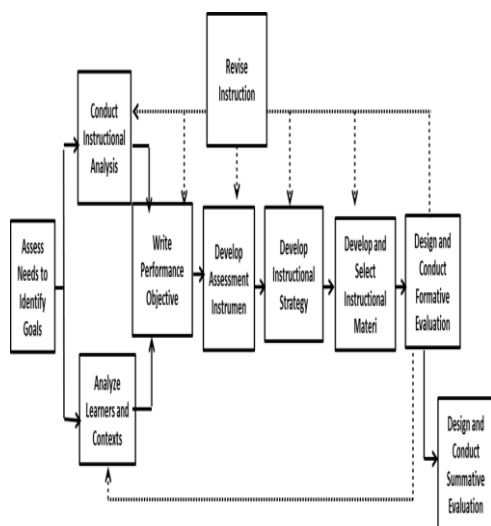 Revise
Instruction
Conduct
Instructional
Analysis
Assess
Needs to
Identify
Goals
Write
Performance
Objective
Develop
Assessment
Instrumen
Develop
Instructional
Strategy
Develop and
Select
Instructional
Materi
Design and
Conduct
Formative
Evaluation
Analyze
Learners and
Contexts
Design and
Conduct
Summative
Evaluation